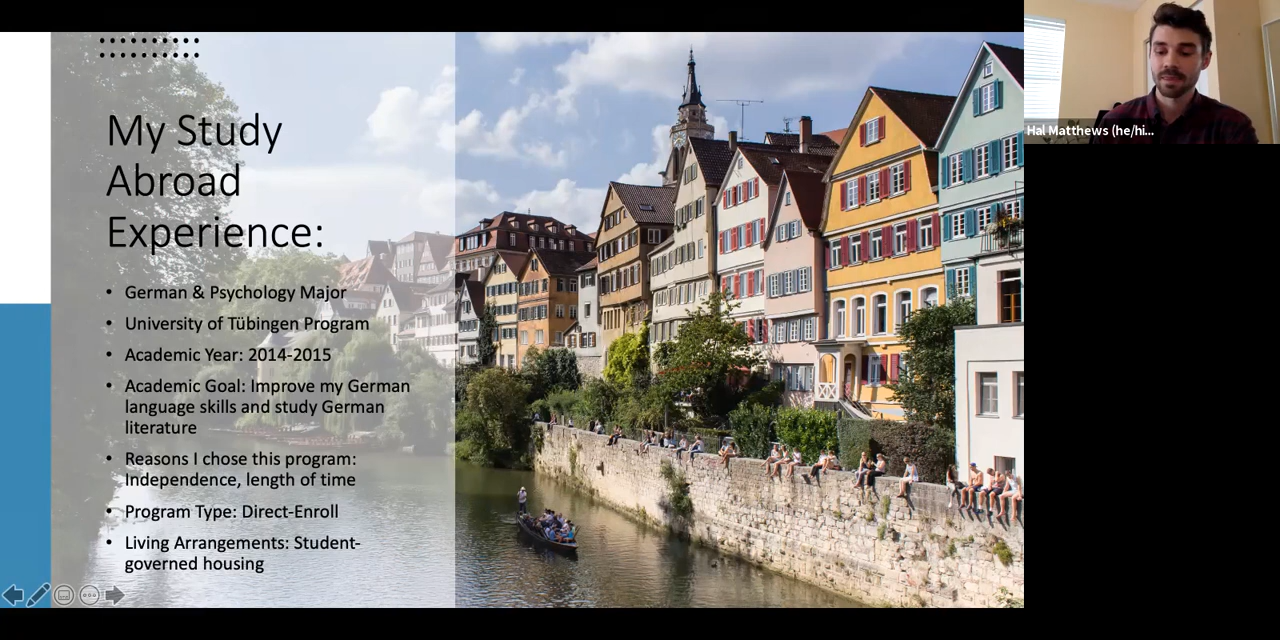 My Study
Abroad
Experience:
• German & Psychology Major
• University of Tübingen Program
• Academic Year: 2014-2015
• Academic Goal: Improve my German
language skills and study German
literature
• Reasons I chose this program:
Independence, length of time
• Program Type: Direct-Enroll
• Living Arrangements: Student-
governed housing
Hal Matthews (he/hi...